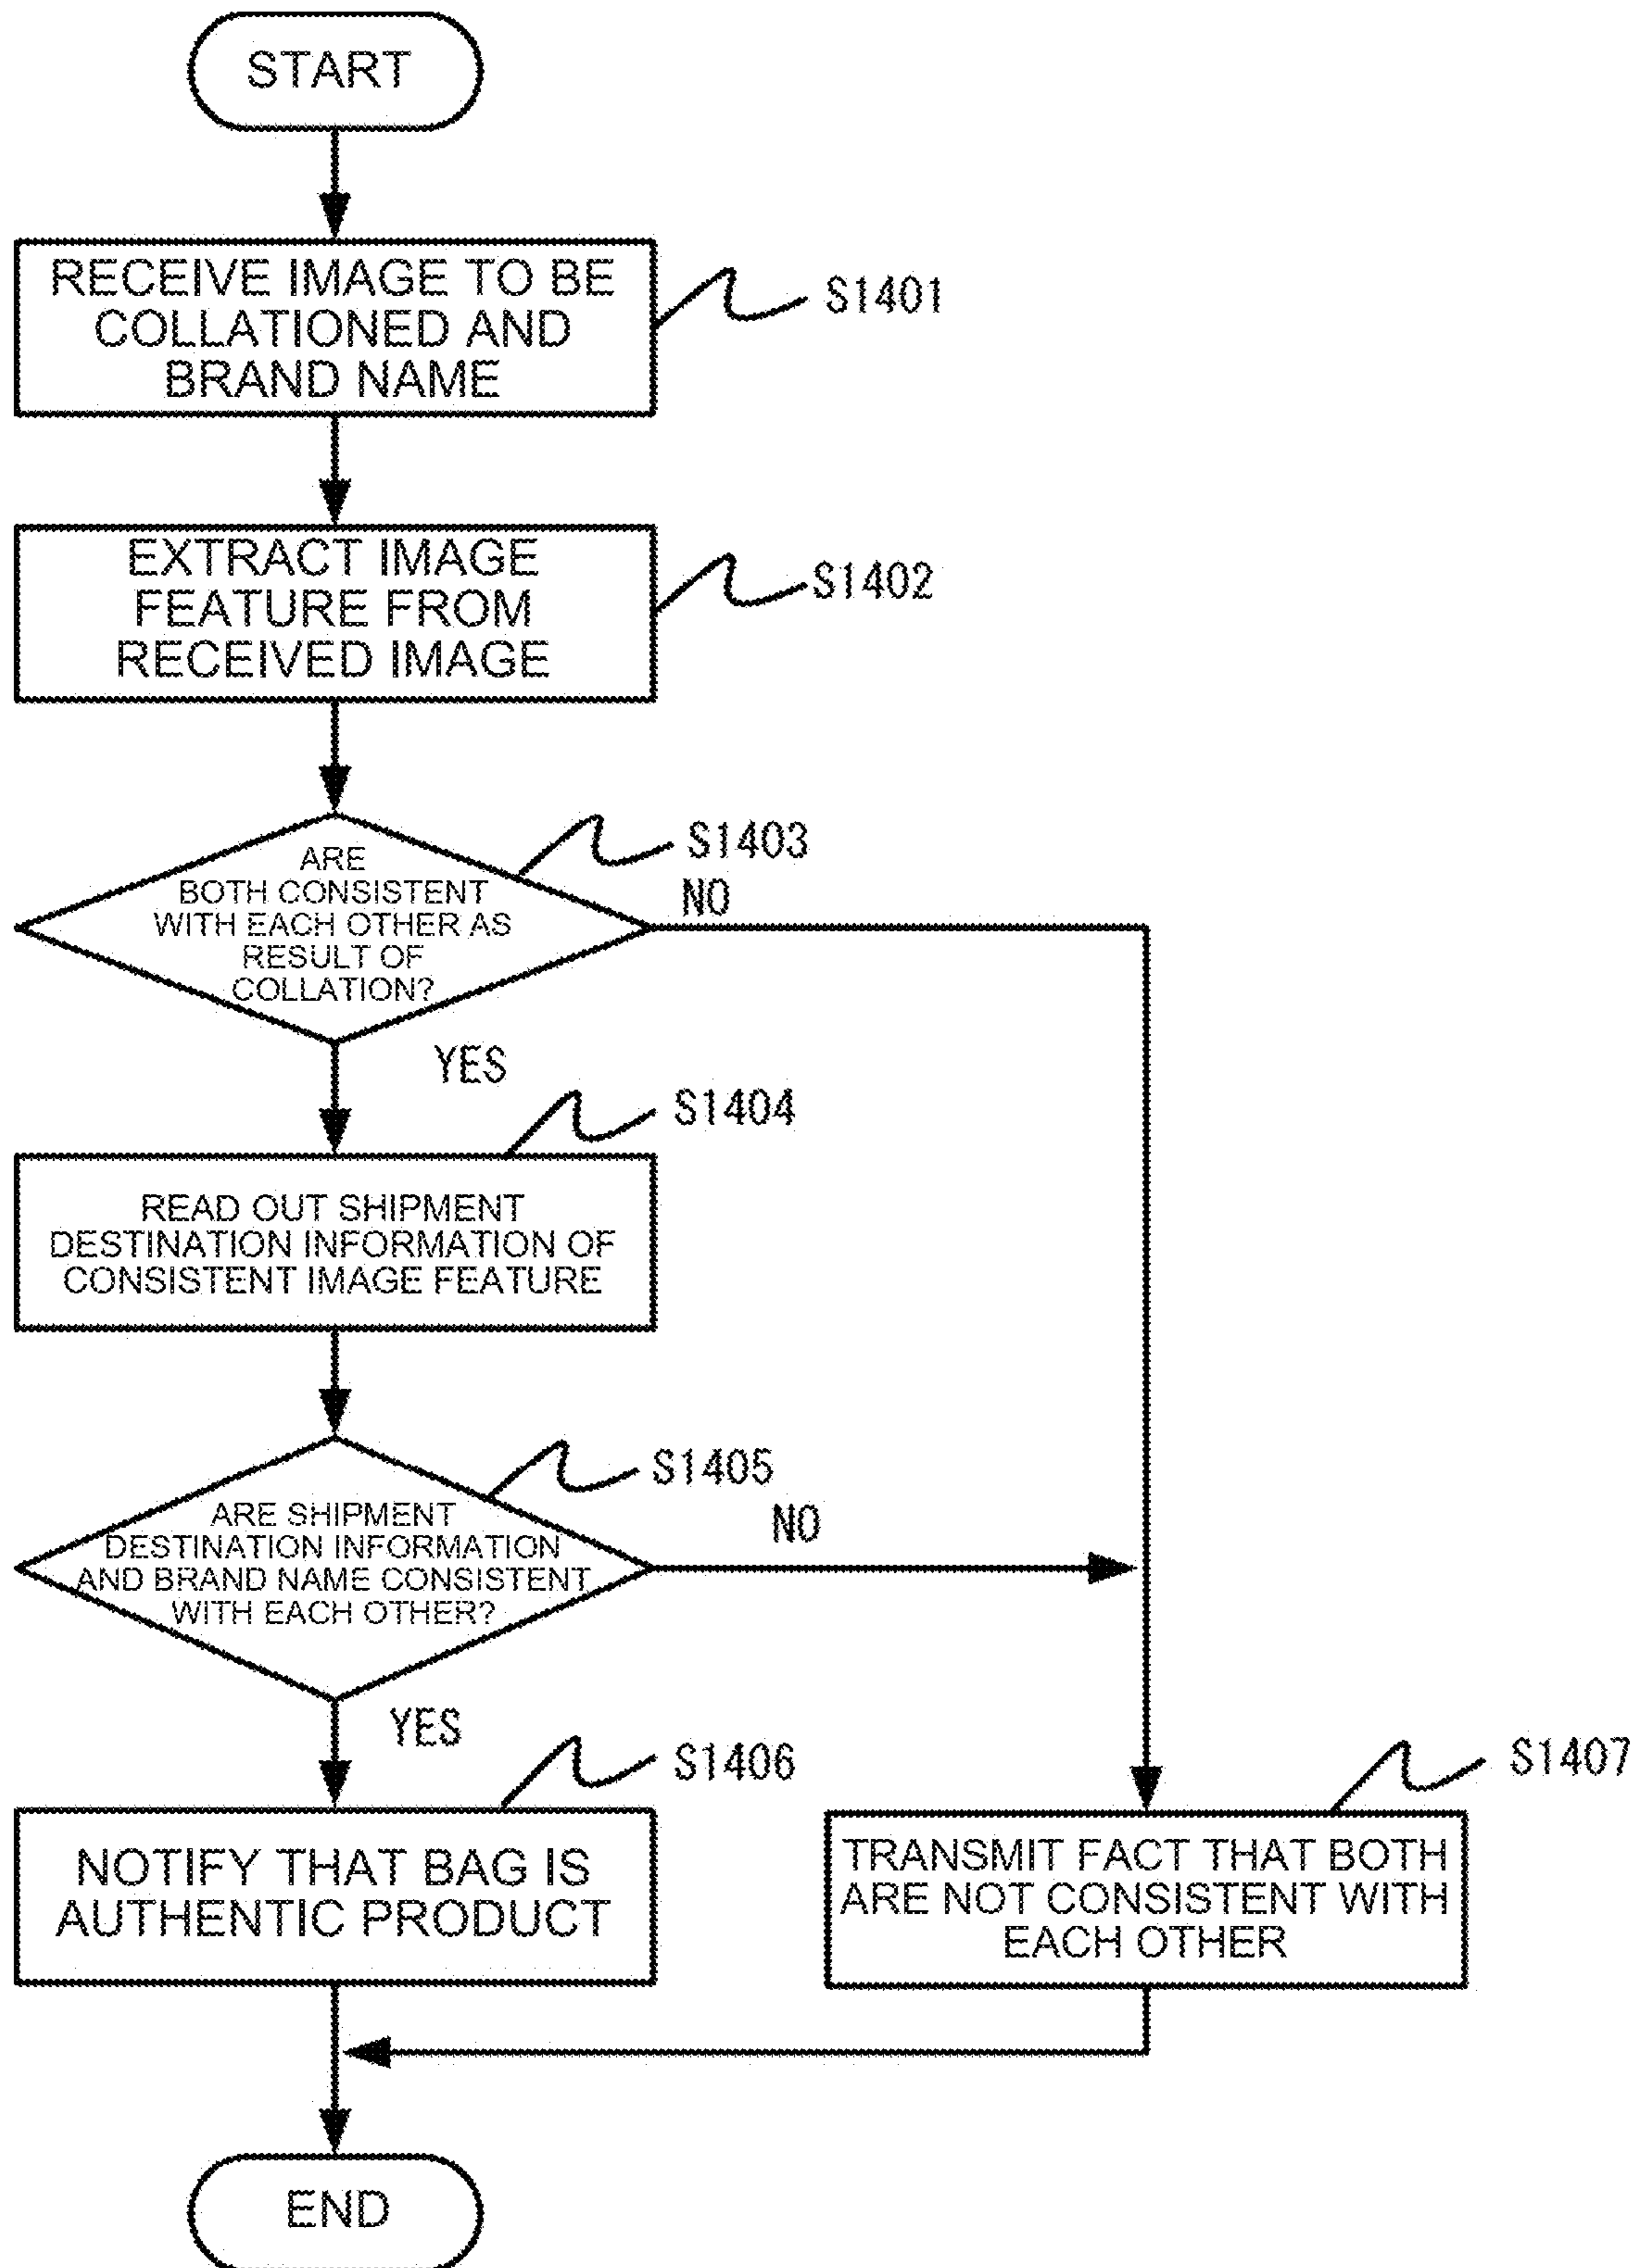 START
RECEIVE IMAGE TO BE
COLLATIONED AND
BRAND NAME
S1401
EXTRACT IMAGE
FEATURE FROM
RECEIVED IMAGE
S1402
ARE
BOTH CONSISTENT
WITH EACH OTHER AS
RESULT OF
COLLATION?
S1403
NO
YES
S1404
READ OUT SHIPMENT
DESTINATION INFORMATION OF
CONSISTENT IMAGE FEATURE
S1405
ARE SHIPMENT
DESTINATION INFORMATION
AND BRAND NAME CONSISTENT
WITH EACH OTHER?
NO
YES
S1406
NOTIFY THAT BAG IS
AUTHENTIC PRODUCT
S1407
TRANSMIT FACT THAT BOTH
ARE NOT CONSISTENT WITH
EACH OTHER
END